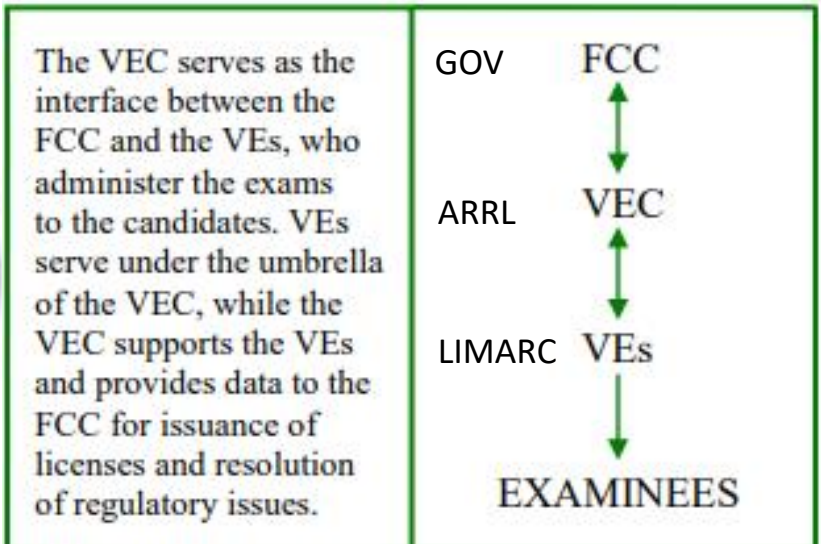 The VEC serves as the
interface between the
FCC and the VEs, who
administer the exams
to the candidates. VEs
serve under the umbrella
of the VEC, while the
VEC supports the VEs
and provides data to the
FCC for issuance of
licenses and resolution
of regulatory issues.
GOV FCC
ARRL VEC
LIMARC VEs
EXAMINEES